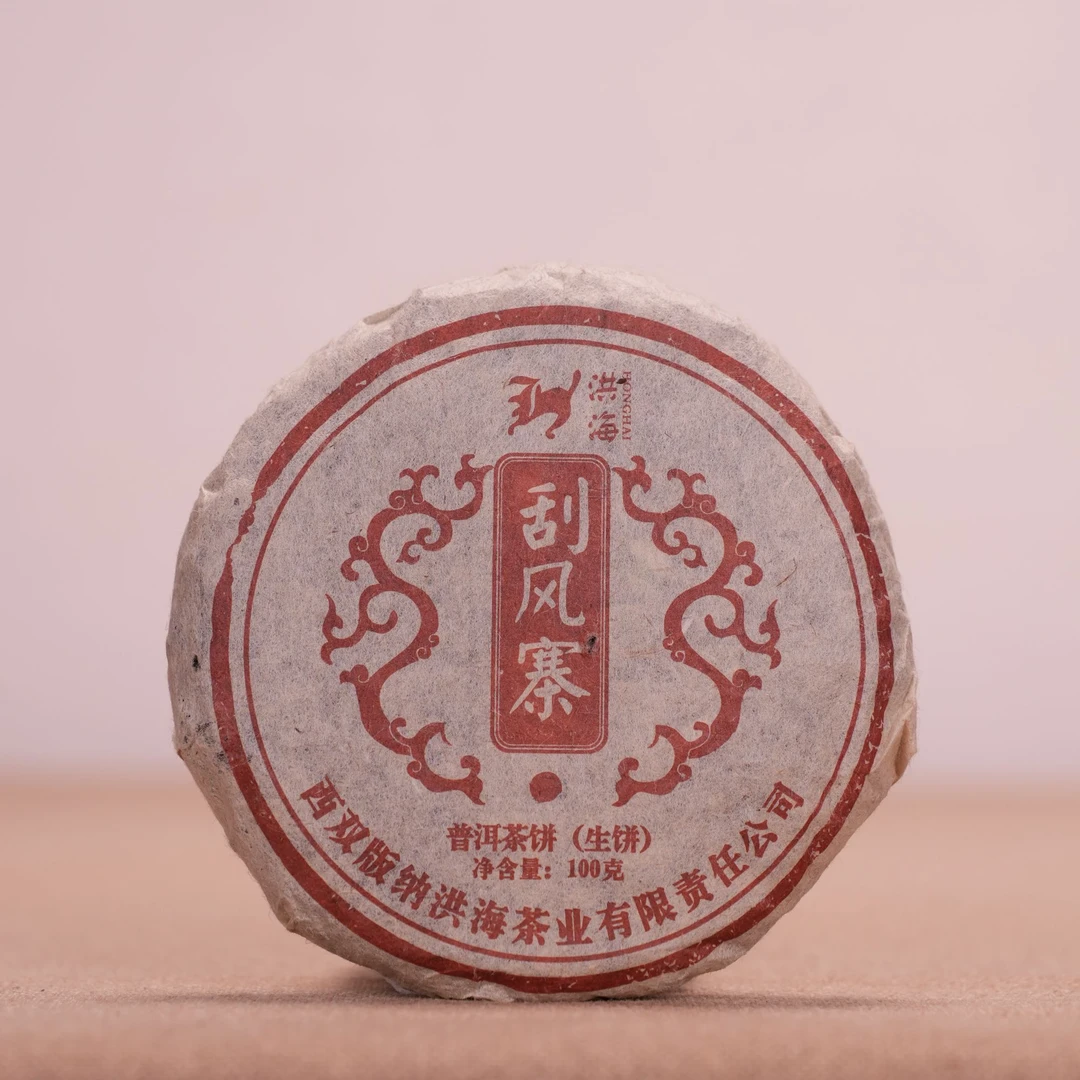 洪海
HONGHAI
刮风寨
普洱茶饼（生饼）
净含量：100克
西双版纳洪海茶业有限责任公司